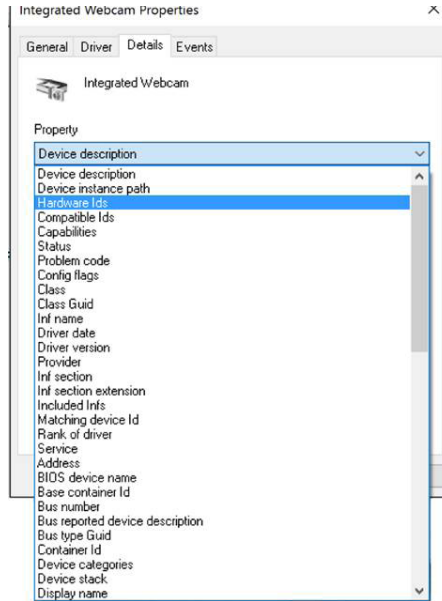 Integrated Webcam Properties
General Driver Details Events
Integrated Webcam
Property
Device description
Device description
Device instance path
Hardware Ids
Compatible Ids
Capabilities
Status
Problem code
Config flags
Class
Class Guid
Inf name
Driver date
Driver version
Provider
Inf section
Inf section extension
Included Infs
Matching device Id
Rank of driver
Service
Address
BIOS device name
Base container Id
Bus number
Bus reported device description
Bus type Guid
Container Id
Device categories
Device stack
Display name